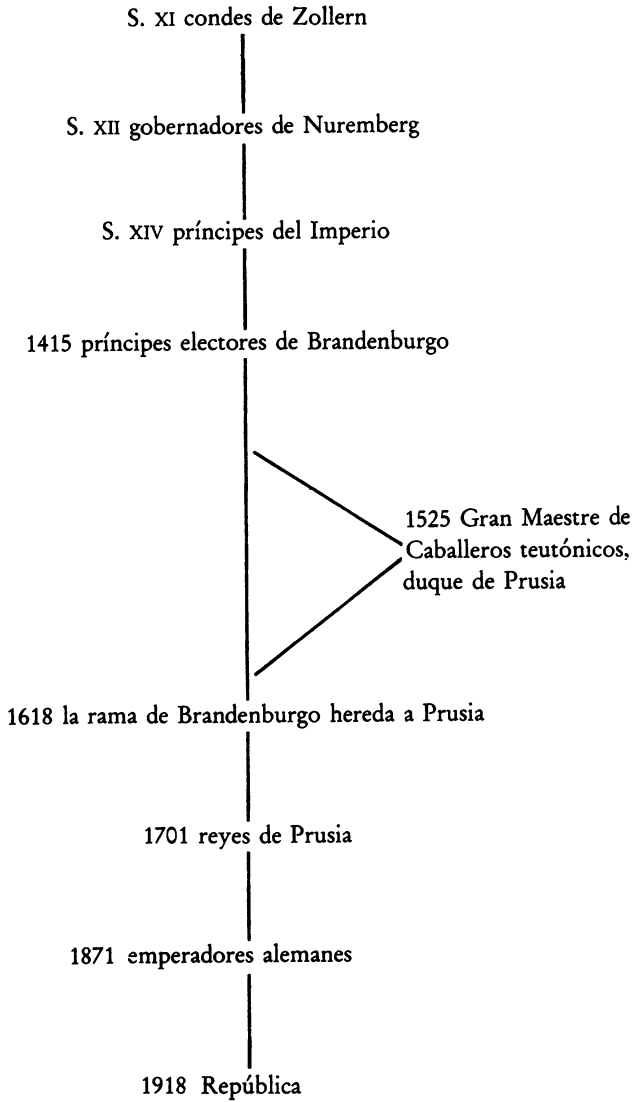 S. XI condes de Zollern
S. XII gobernadores de Nuremberg
S. XIV príncipes del Imperio
1415 príncipes electores de Brandenburgo
1525 Gran Maestre de
Caballeros teutónicos,
duque de Prusia
1618 la rama de Brandenburgo hereda a Prusia
1701 reyes de Prusia
1871 emperadores alemanes
1918 República